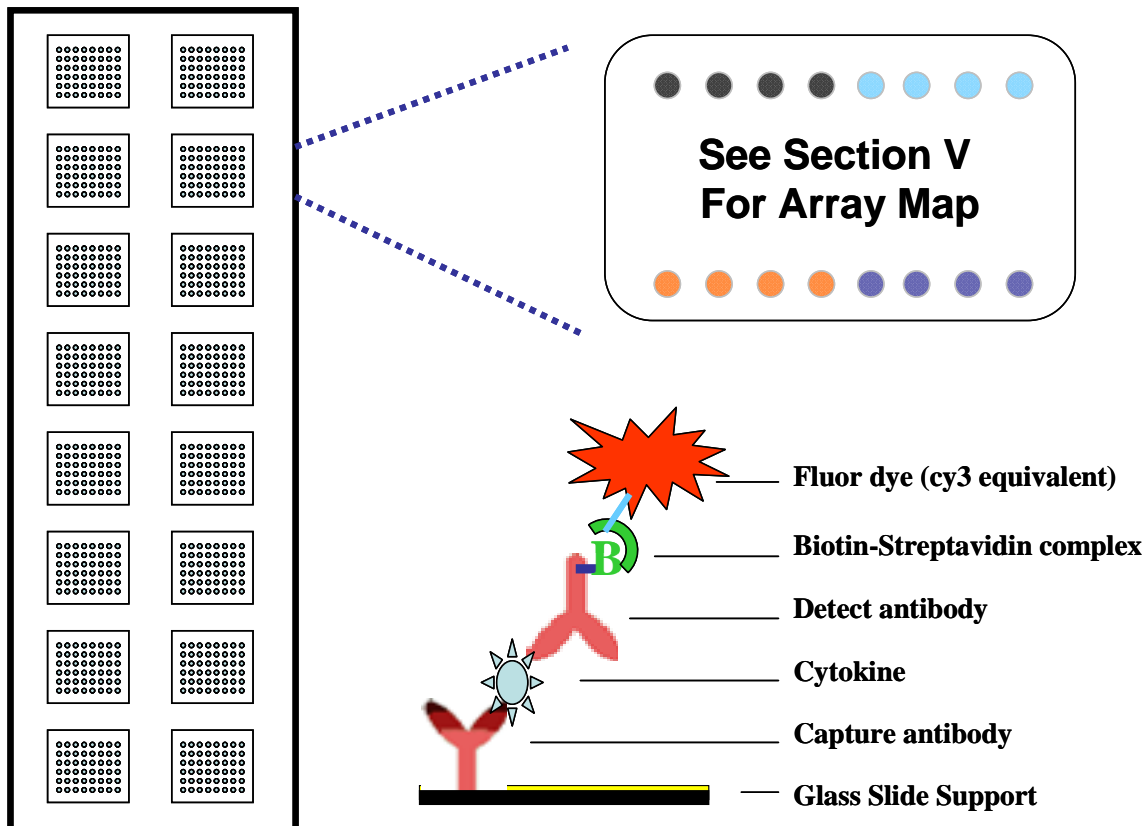 See Section V
For Array Map
Fluor dye (cy3 equivalent)
Biotin-Streptavidin complex
B
Detect antibody
Cytokine
Capture antibody
Glass Slide Support